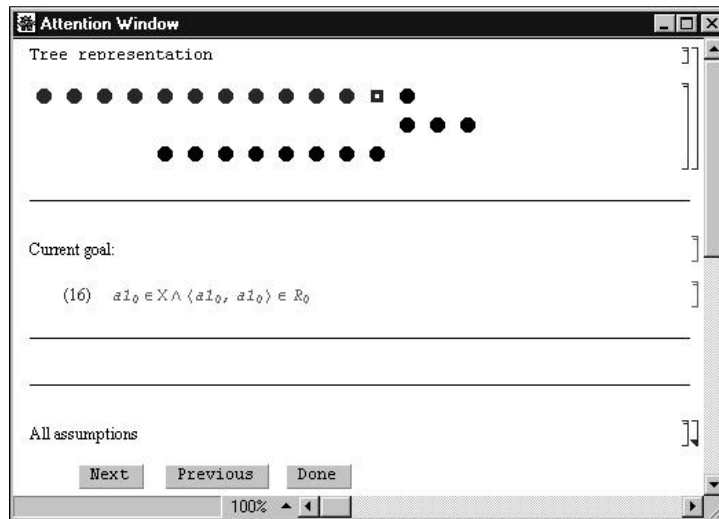 Attention Window
Tree representation
Current goal:
(16) a1₀ ∈ X ∧ ⟨a1₀, a1₀⟩ ∈ R₀
All assumptions
Next Previous Done
100%